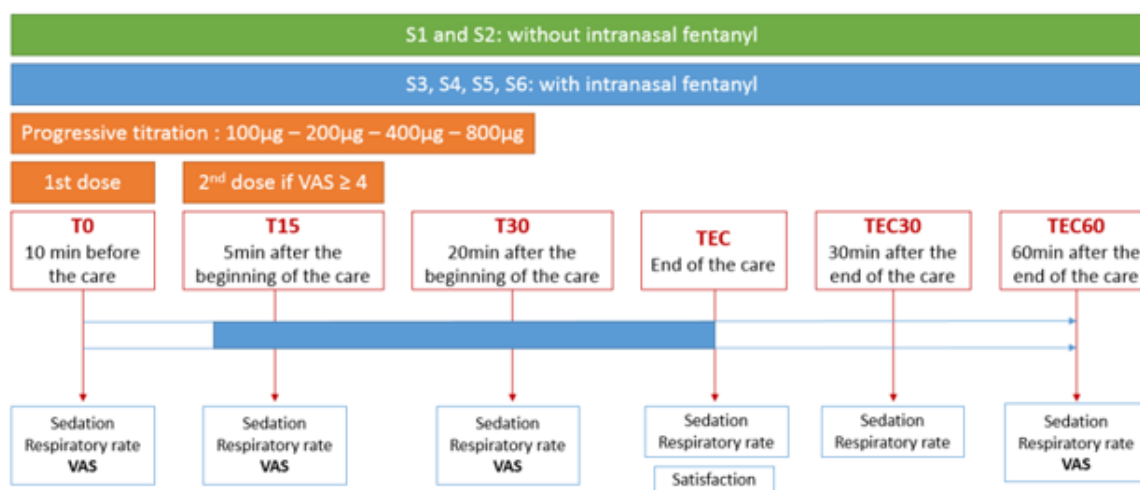 S1 and S2: without intranasal fentanyl
S3, S4, S5, S6: with intranasal fentanyl
Progressive titration : 100µg – 200µg – 400µg – 800µg
1st dose
2nd dose if VAS ≥ 4
T0
10 min before
the care
T15
5min after the
beginning of the care
T30
20min after the
beginning of the care
TEC
End of the care
TEC30
30min after the
end of the care
TEC60
60min after the
end of the care
Sedation
Respiratory rate
VAS
Sedation
Respiratory rate
VAS
Sedation
Respiratory rate
VAS
Sedation
Respiratory rate
Satisfaction
Sedation
Respiratory rate
Sedation
Respiratory rate
VAS